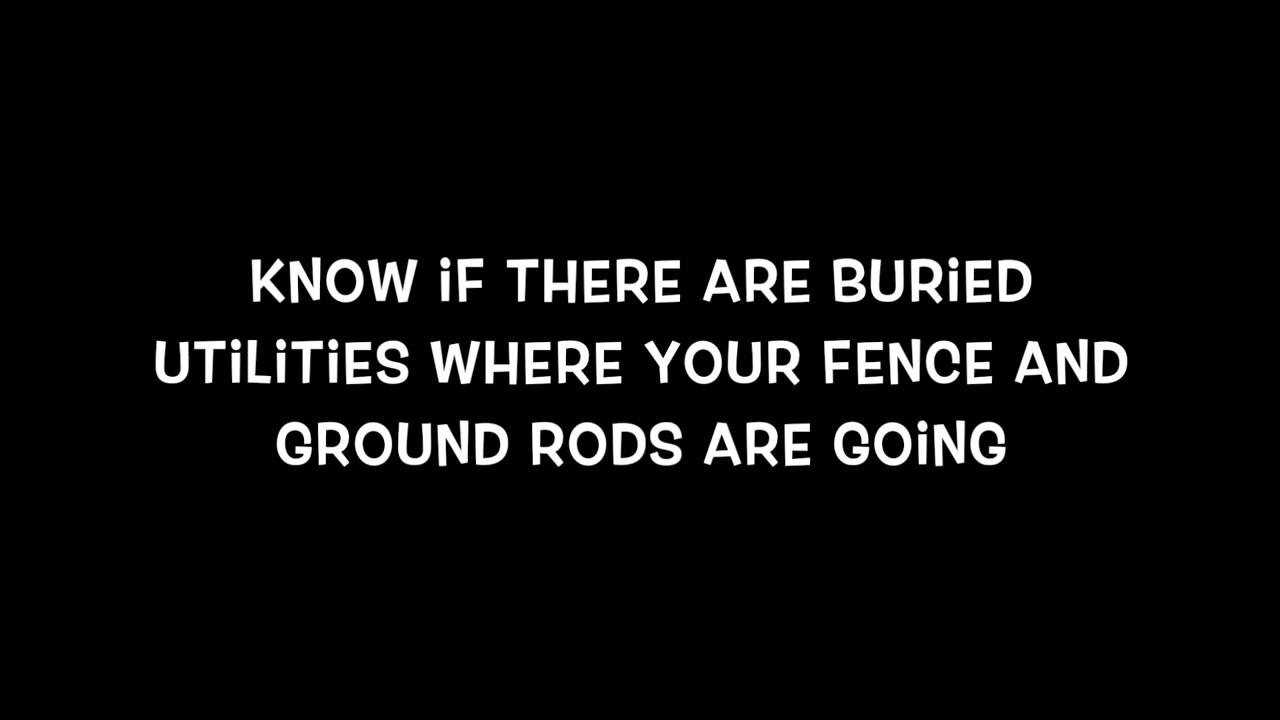 KNOW iF THERE ARE BURiED
UTiLiTiES WHERE YOUR FENCE AND
GROUND RODS ARE GOiNG